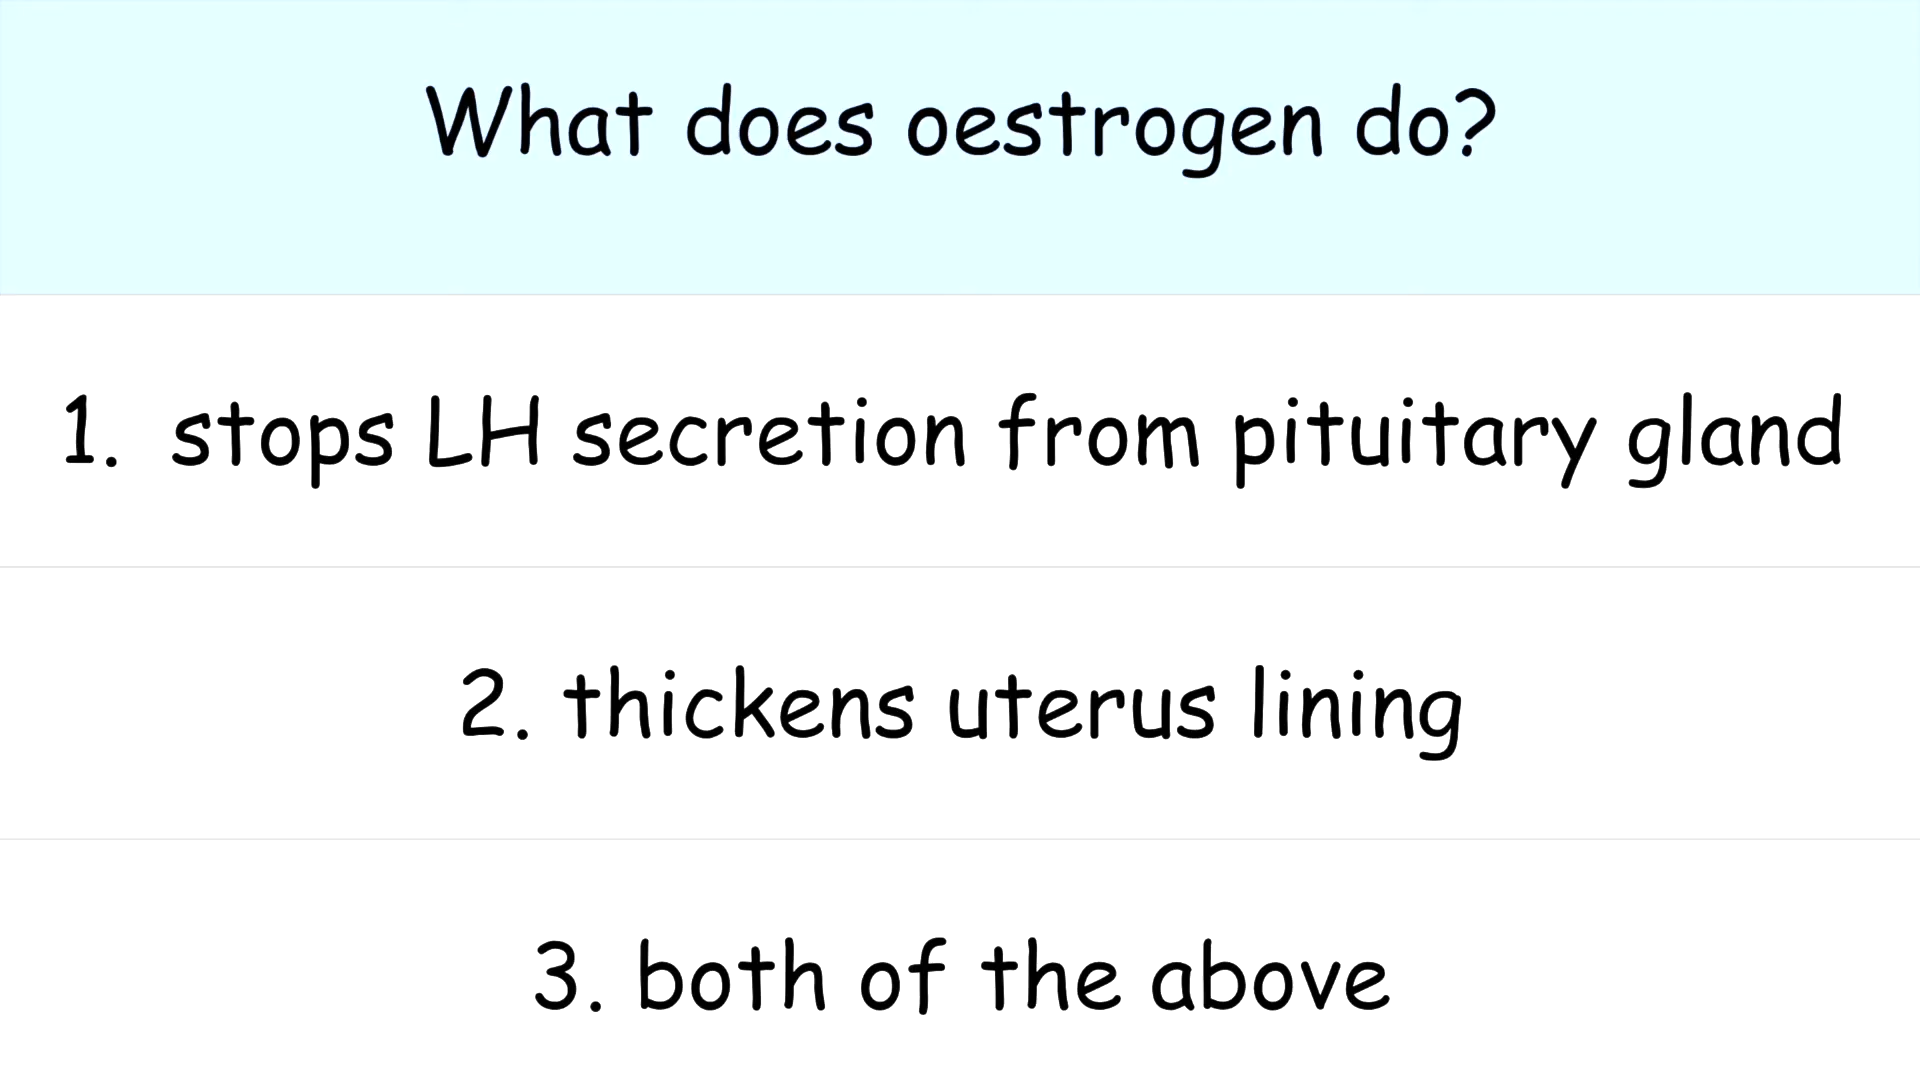 What does oestrogen do?
1. stops LH secretion from pituitary gland
2. thickens uterus lining
3. both of the above